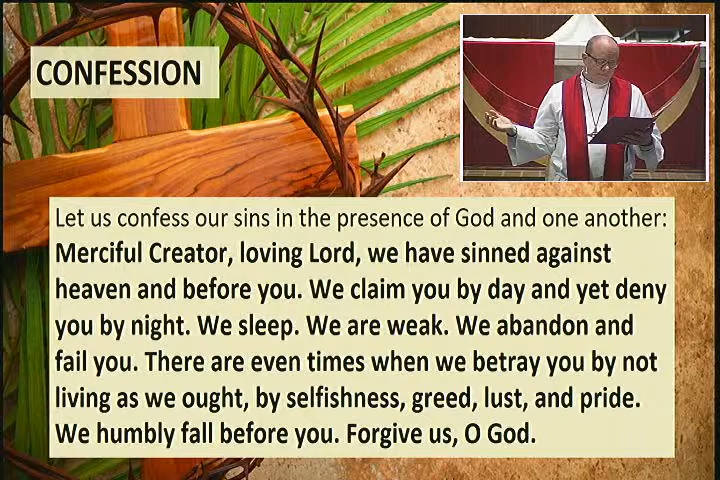 CONFESSION
Let us confess our sins in the presence of God and one another:
Merciful Creator, loving Lord, we have sinned against
heaven and before you. We claim you by day and yet deny
you by night. We sleep. We are weak. We abandon and
fail you. There are even times when we betray you by not
living as we ought, by selfishness, greed, lust, and pride.
We humbly fall before you. Forgive us, O God.